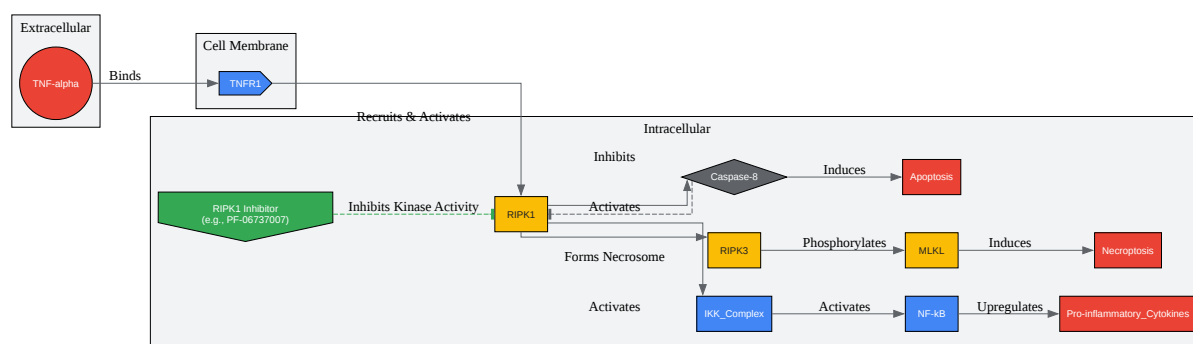 Extracellular
TNF-alpha
Binds
Cell Membrane
TNFR1
Recruits & Activates
Intracellular
Inhibits
Caspase-8
Induces
Apoptosis
RIPK1 Inhibitor
(e.g., PF-06737007)
Inhibits Kinase Activity
RIPK1
Activates
Forms Necrosome
RIPK3
Phosphorylates
MLKL
Induces
Necroptosis
Activates
IKK_Complex
Activates
NF-kB
Upregulates
Pro-inflammatory_Cytokines